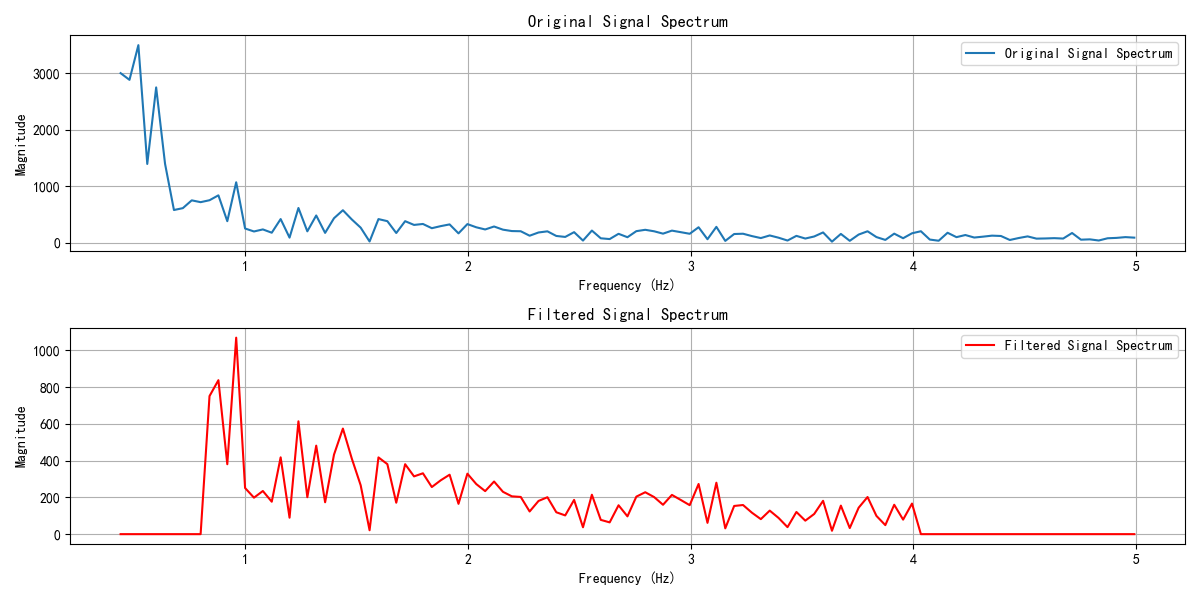 Original Signal Spectrum
Original Signal Spectrum
Magnitude
3000
2000
1000
0
1 2 3 4 5
Frequency (Hz)
Filtered Signal Spectrum
Filtered Signal Spectrum
Magnitude
1000
800
600
400
200
0
1 2 3 4 5
Frequency (Hz)